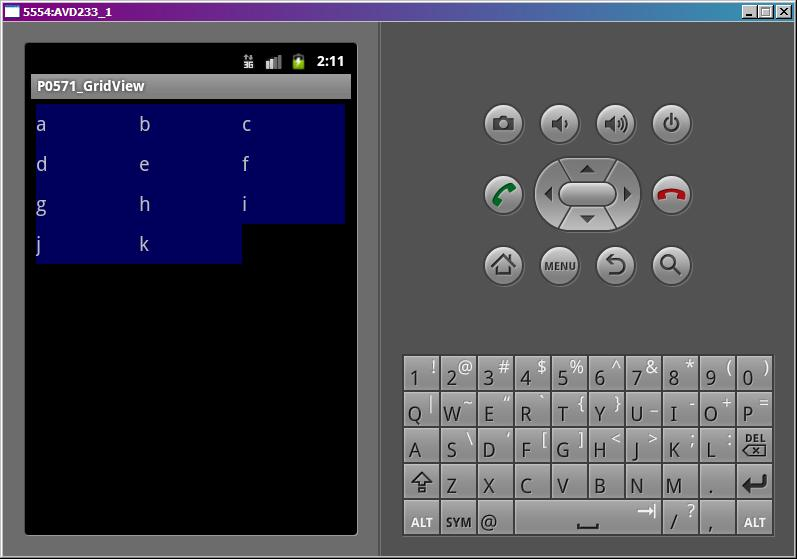 5554:AVD233_1
3G 2:11
P0571_GridView
a b c
d e f
g h i
j k
MENU
1 ! 2 @ 3 # 4 $ 5 % 6 ^ 7 & 8 * 9 ( 0 )
Q | W ~ E “ R ` T { Y } U _ I - O + P =
A S \ D ‘ F [ G ] H < J > K ; L : DEL
Z X C V B N M .
ALT SYM @ / ? , ALT